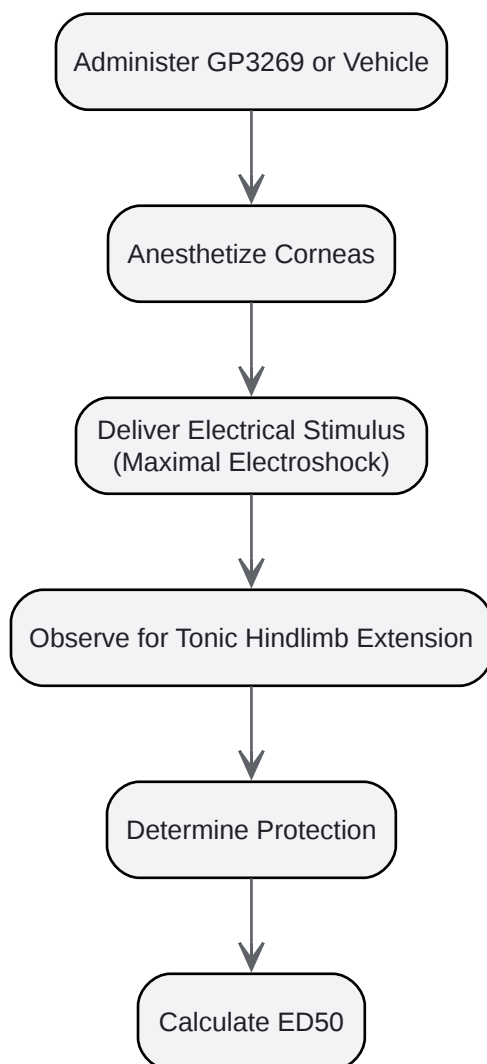 Administer GP3269 or Vehicle
Anesthetize Corneas
Deliver Electrical Stimulus
(Maximal Electroshock)
Observe for Tonic Hindlimb Extension
Determine Protection
Calculate ED50